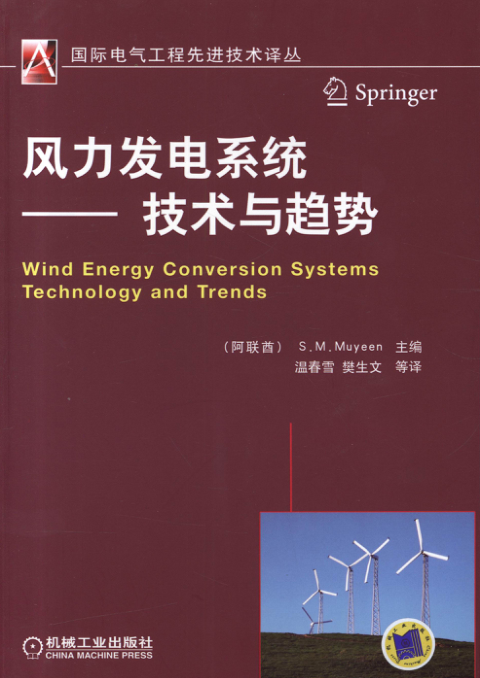 国际电气工程先进技术译丛
Springer
风力发电系统
—— 技术与趋势
Wind Energy Conversion Systems
Technology and Trends
（阿联酋） S.M.Muyeen 主编
温春雪 樊生文 等译
机械工业出版社
CHINA MACHINE PRESS